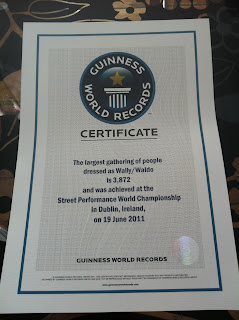 GUINNESS
WORLD RECORDS
CERTIFICATE
The largest gathering of people
dressed as Wally/Waldo
is 3,872
and was achieved at the
Street Performance World Championship
in Dublin, Ireland,
on 19 June 2011
GUINNESS WORLD RECORDS